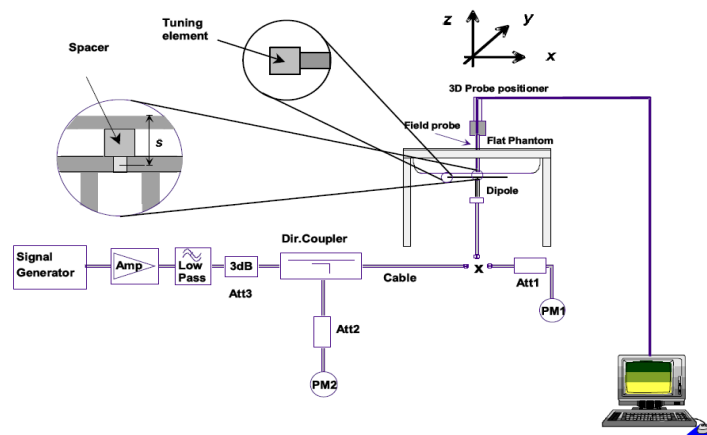 Tuning
element
Spacer
s
z
y
x
3D Probe positioner
Field probe
Flat Phantom
Dipole
Signal
Generator
Amp
Low
Pass
3dB
Att3
Dir.Coupler
Cable
x
Att1
PM1
Att2
PM2